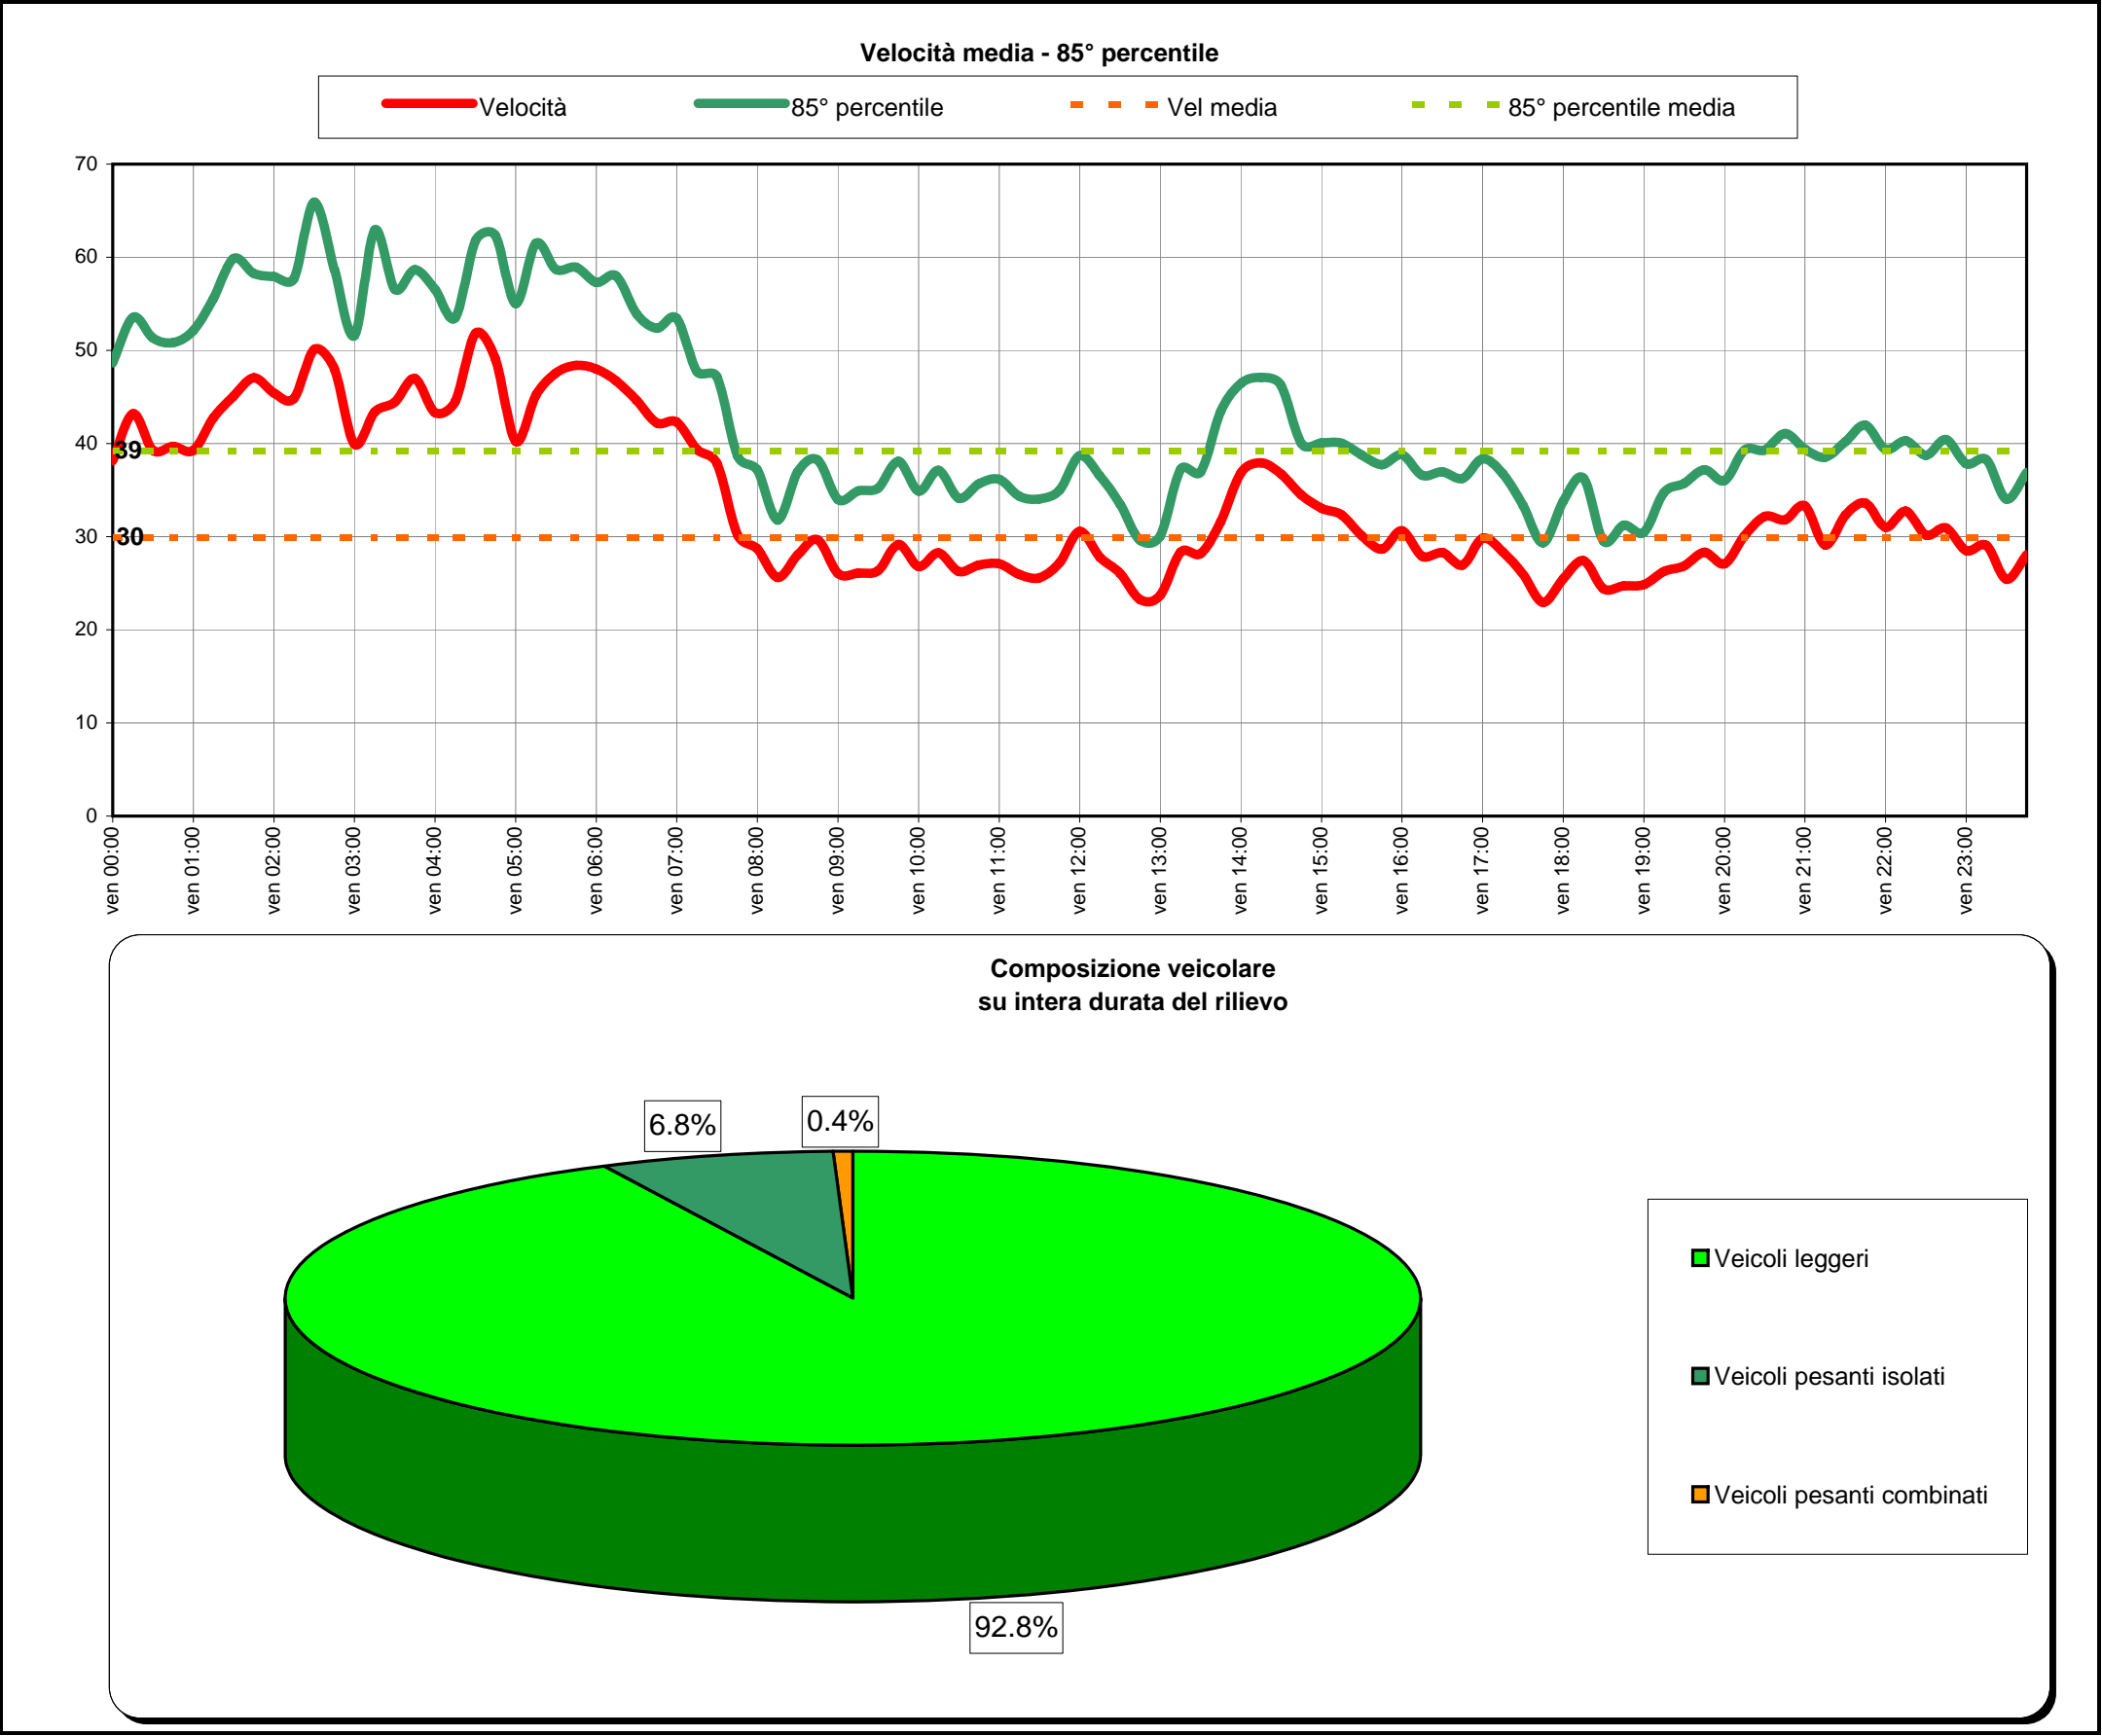 Velocità media - 85° percentile
Velocità 85° percentile Vel media 85° percentile media
70
60
50
40
30
20
10
0
39
30
ven 00:00
ven 01:00
ven 02:00
ven 03:00
ven 04:00
ven 05:00
ven 06:00
ven 07:00
ven 08:00
ven 09:00
ven 10:00
ven 11:00
ven 12:00
ven 13:00
ven 14:00
ven 15:00
ven 16:00
ven 17:00
ven 18:00
ven 19:00
ven 20:00
ven 21:00
ven 22:00
ven 23:00
Composizione veicolare
su intera durata del rilievo
6.8%
0.4%
92.8%
Veicoli leggeri
Veicoli pesanti isolati
Veicoli pesanti combinati